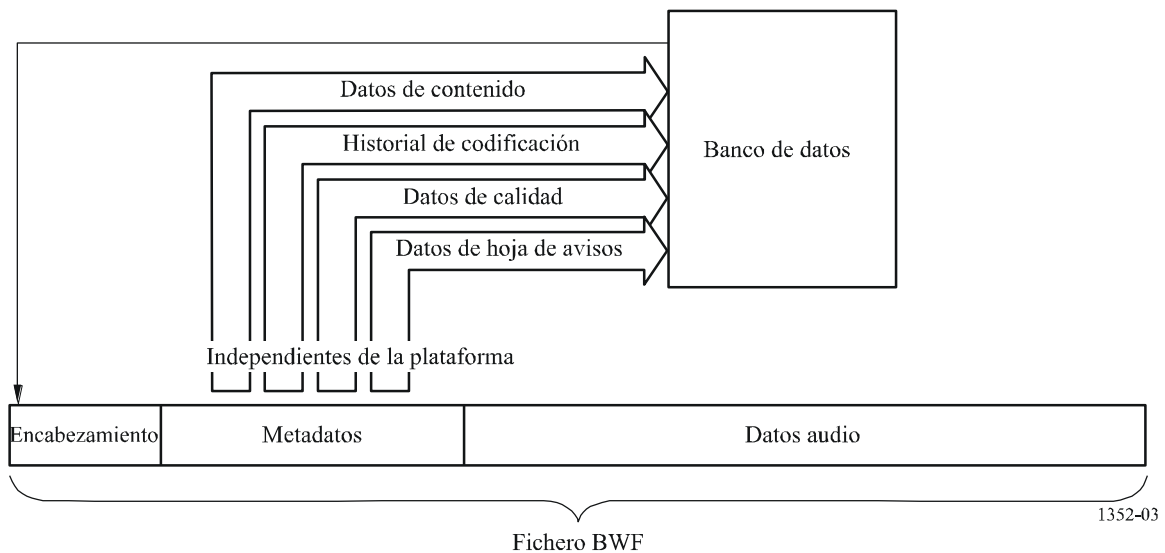 Datos de contenido
Historial de codificación
Banco de datos
Datos de calidad
Datos de hoja de avisos
Independientes de la plataforma
Encabezamiento
Metadatos
Datos audio
1352-03
Fichero BWF